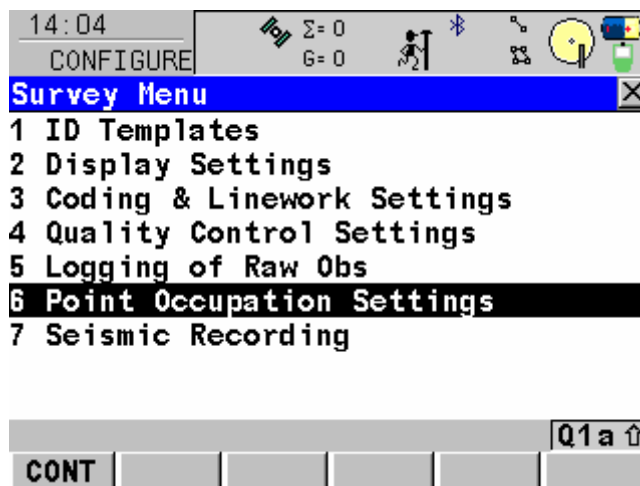 14:04
CONFIGURE
Σ= 0
G= 0
Survey Menu
1 ID Templates
2 Display Settings
3 Coding & Linework Settings
4 Quality Control Settings
5 Logging of Raw Obs
6 Point Occupation Settings
7 Seismic Recording
Q1a ⇧
CONT